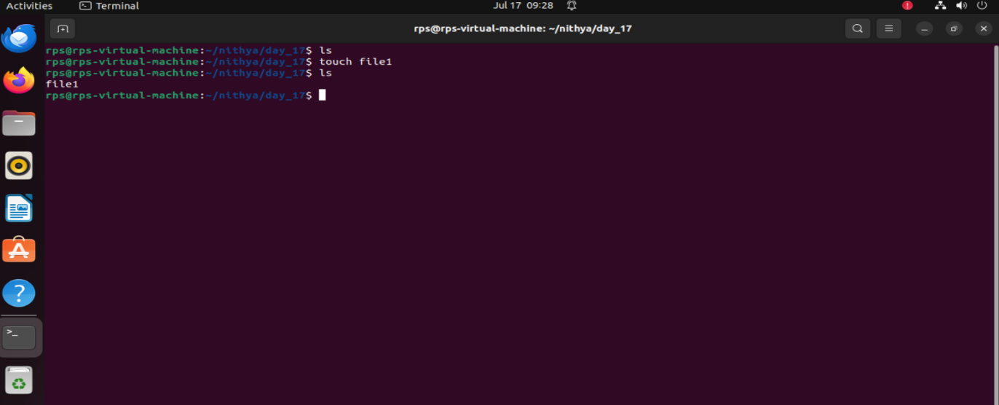 Activities Terminal Jul 17 09:28
rps@rps-virtual-machine: ~/nithya/day_17
rps@rps-virtual-machine:~/nithya/day_17$ ls
rps@rps-virtual-machine:~/nithya/day_17$ touch file1
rps@rps-virtual-machine:~/nithya/day_17$ ls
file1
rps@rps-virtual-machine:~/nithya/day_17$